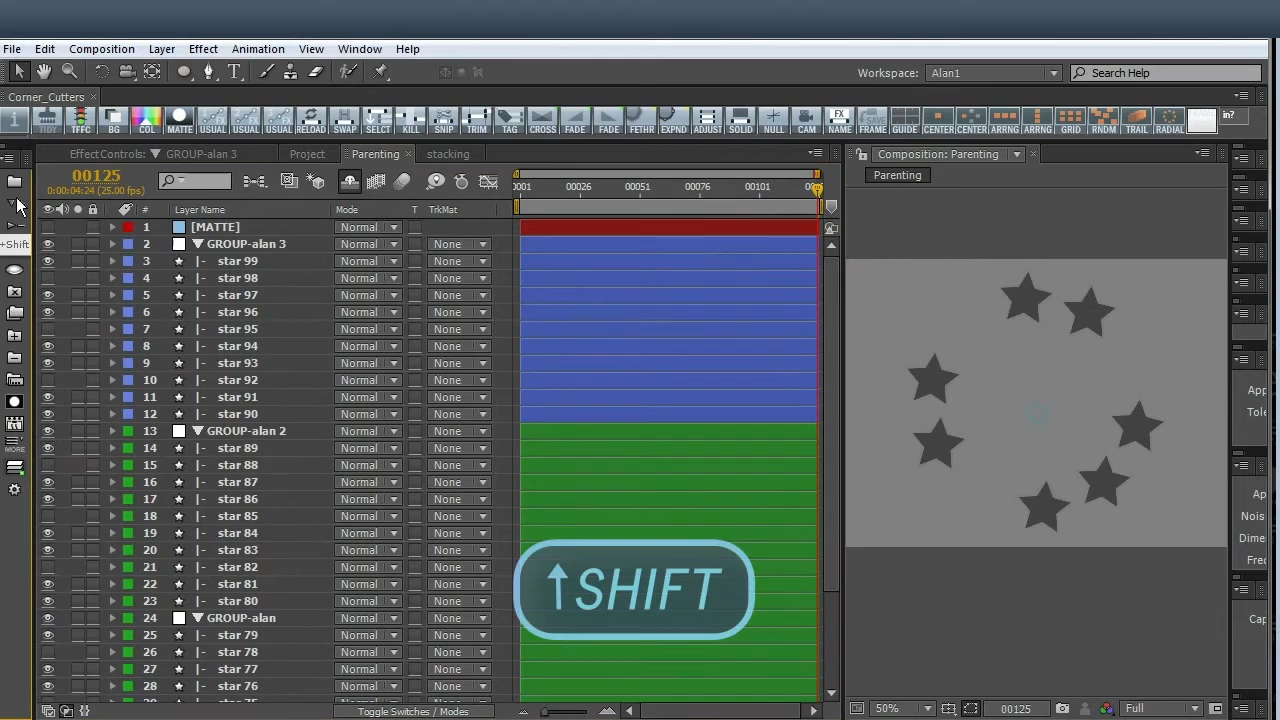 File Edit Composition Layer Effect Animation View Window Help
Workspace: Alan1 Search Help
Corner_Cutters
TIDY TFFC BG COL MATTE USUAL USUAL USUAL RELOAD SWAP SELCT KILL SNIP TRIM TAG CROSS FADE FADE FETHR EXPND ADJUST SOLID NULL CAM FX NAME SAVE FRAME GUIDE CENTER CENTER ARRNG ARRNG GRID RNDM TRAIL RADIAL in?
Effect Controls: GROUP-alan 3 Project Parenting stacking Composition: Parenting
00125
0:00:04:24 (25.00 fps)
0001 00026 00051 00076 00101
Parenting
# Layer Name Mode T TrkMat
1 [MATTE] Normal
2 GROUP-alan 3 Normal None
3 |- star 99 Normal None
4 |- star 98 Normal None
5 |- star 97 Normal None
6 |- star 96 Normal None
7 |- star 95 Normal None
8 |- star 94 Normal None
9 |- star 93 Normal None
10 |- star 92 Normal None
11 |- star 91 Normal None
12 |- star 90 Normal None
13 GROUP-alan 2 Normal None
14 |- star 89 Normal None
15 |- star 88 Normal None
16 |- star 87 Normal None
17 |- star 86 Normal None
18 |- star 85 Normal None
19 |- star 84 Normal None
20 |- star 83 Normal None
21 |- star 82 Normal None
22 |- star 81 Normal None
23 |- star 80 Normal None
24 GROUP-alan Normal None
25 |- star 79 Normal None
26 |- star 78 Normal None
27 |- star 77 Normal None
28 |- star 76 Normal None
+Shift
MORE
SHIFT
Toggle Switches / Modes
50% 00125 Full